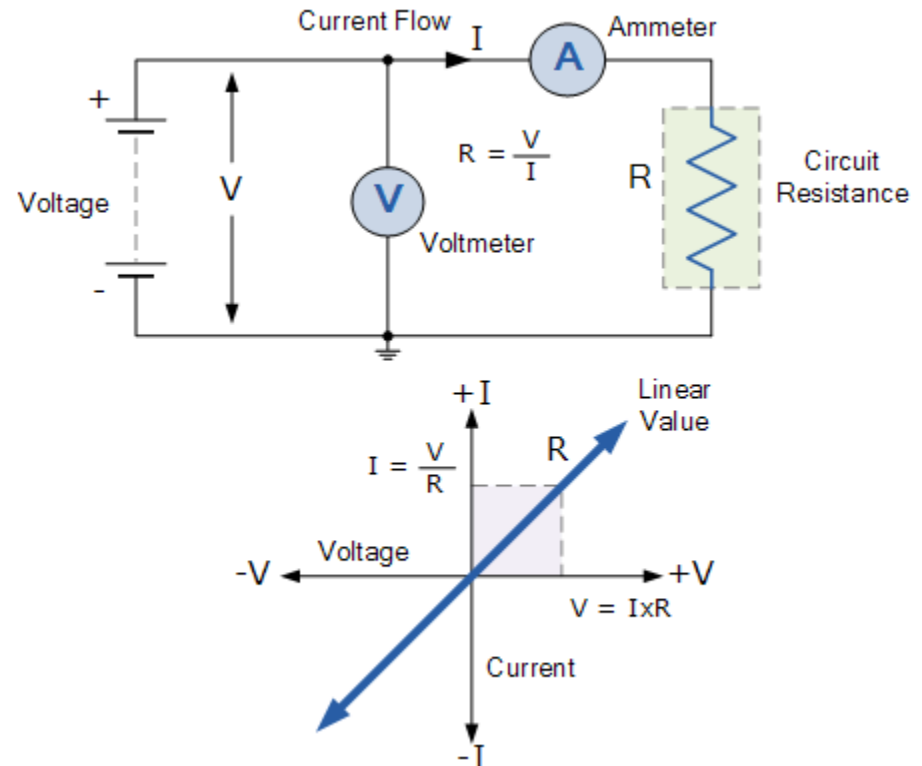 Current Flow
I
Ammeter
A
+
V
Voltage
-
V
Voltmeter
R = V
I
R
Circuit
Resistance
+I
Linear
Value
I = V
R
R
Voltage
-V
+V
V = IxR
Current
-I